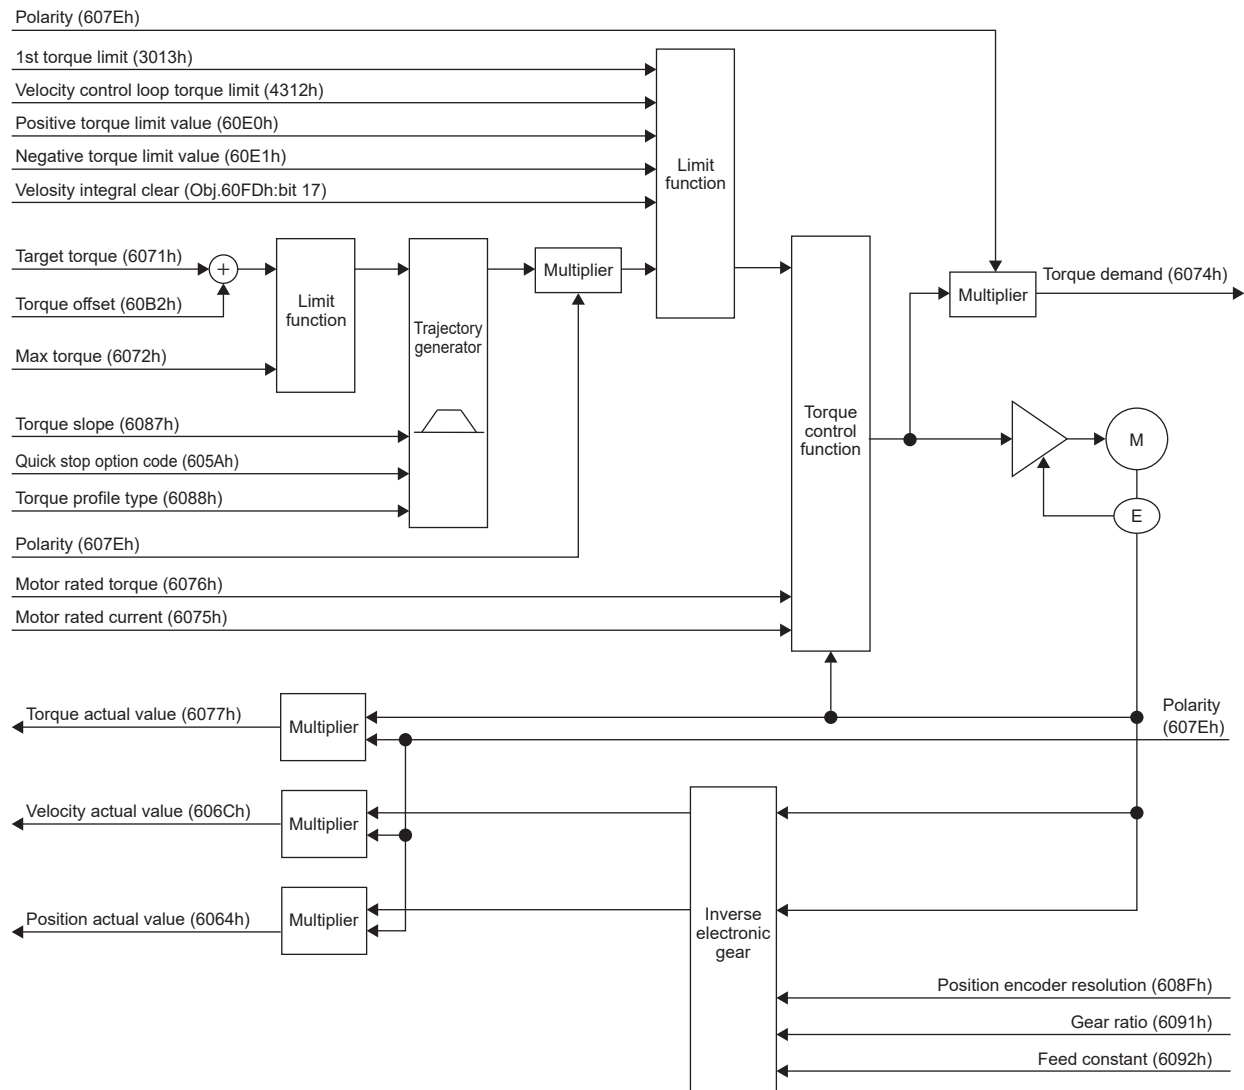 Polarity (607Eh)
1st torque limit (3013h)
Velocity control loop torque limit (4312h)
Positive torque limit value (60E0h)
Negative torque limit value (60E1h)
Velosity integral clear (Obj.60FDh:bit 17)
Limit
function
Target torque (6071h)
+
Torque offset (60B2h)
Max torque (6072h)
Limit
function
Trajectory
generator
Multiplier
Multiplier
Torque demand (6074h)
Torque slope (6087h)
Quick stop option code (605Ah)
Torque profile type (6088h)
Polarity (607Eh)
Torque
control
function
M
E
Motor rated torque (6076h)
Motor rated current (6075h)
Torque actual value (6077h)
Multiplier
Polarity
(607Eh)
Velocity actual value (606Ch)
Multiplier
Position actual value (6064h)
Multiplier
Inverse
electronic
gear
Position encoder resolution (608Fh)
Gear ratio (6091h)
Feed constant (6092h)